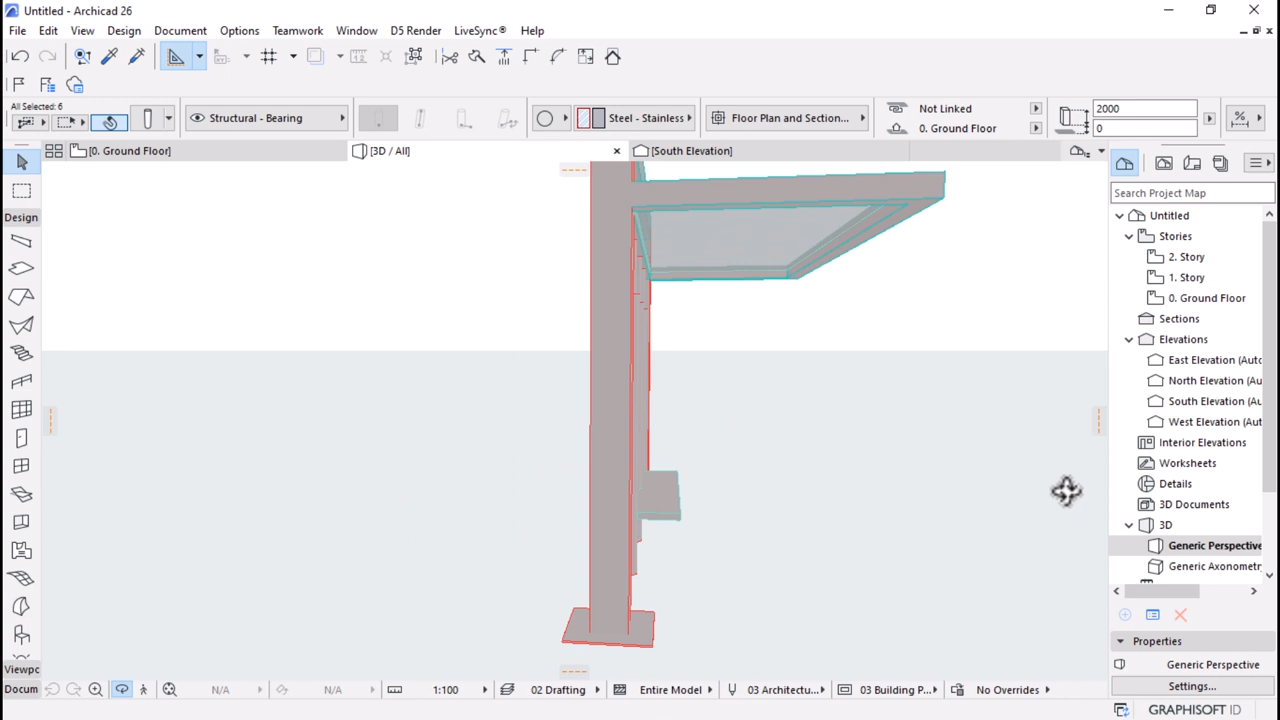 Untitled - Archicad 26
File Edit View Design Document Options Teamwork Window D5 Render LiveSync® Help
All Selected: 6
Structural - Bearing
Steel - Stainless
Floor Plan and Section...
Not Linked
0. Ground Floor
2000
0
[0. Ground Floor]
[3D / All]
[South Elevation]
Search Project Map
Design
Untitled
Stories
2. Story
1. Story
0. Ground Floor
Sections
Elevations
East Elevation (Auto
North Elevation (Au
South Elevation (Au
West Elevation (Aut
Interior Elevations
Worksheets
Details
3D Documents
3D
Generic Perspective
Generic Axonometr
Properties
Generic Perspective
Settings...
Viewpc
Docum
N/A
N/A
1:100
02 Drafting
Entire Model
03 Architectu...
03 Building P...
No Overrides
GRAPHISOFT ID